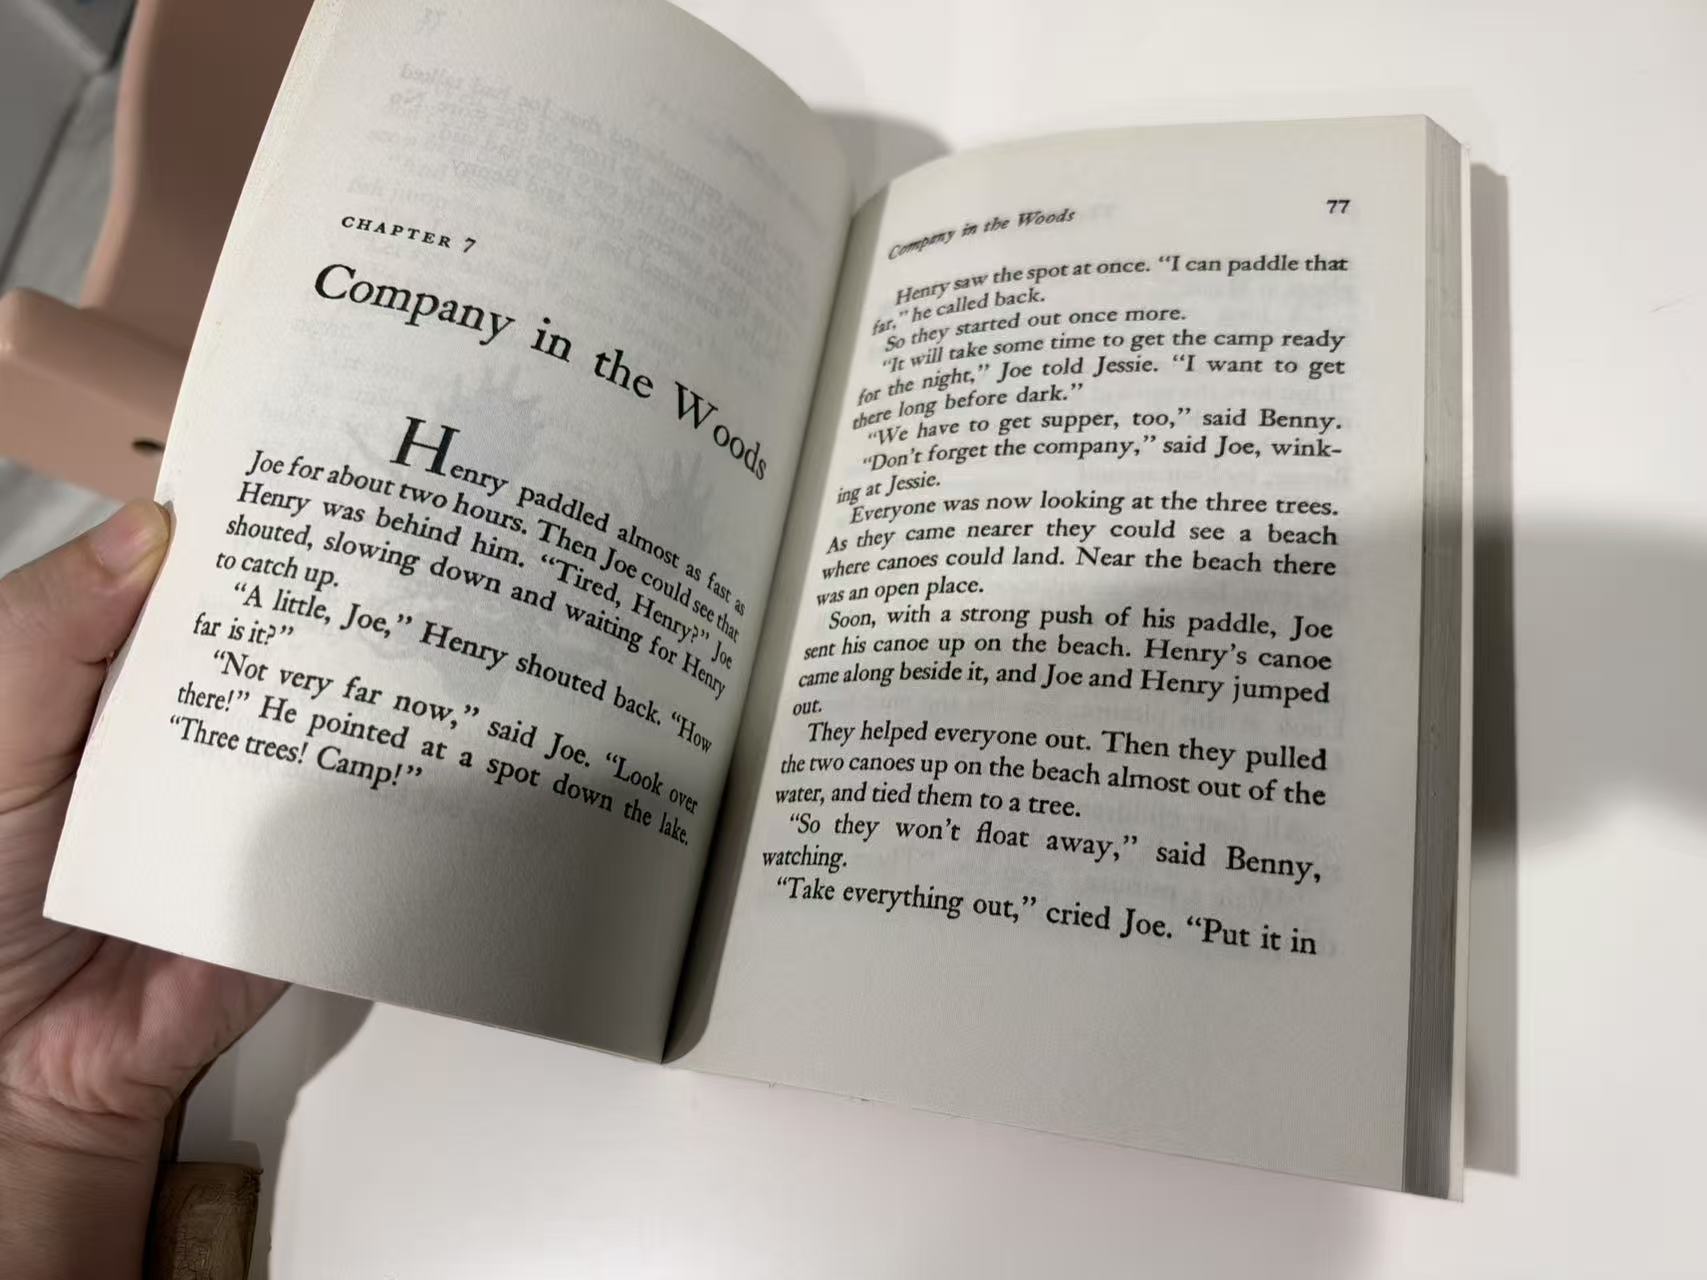 CHAPTER 7
Company in the Woods
Henry paddled almost as fast as
Joe for about two hours. Then Joe could see that
Henry was behind him. “Tired, Henry?” Joe
shouted, slowing down and waiting for Henry
to catch up.
“A little, Joe,” Henry shouted back. “How
far is it?”
“Not very far now,” said Joe. “Look over
there!” He pointed at a spot down the lake.
“Three trees! Camp!”
Company in the Woods
77
Henry saw the spot at once. “I can paddle that
far,” he called back.
So they started out once more.
“It will take some time to get the camp ready
for the night,” Joe told Jessie. “I want to get
there long before dark.”
“We have to get supper, too,” said Benny.
“Don’t forget the company,” said Joe, wink-
ing at Jessie.
Everyone was now looking at the three trees.
As they came nearer they could see a beach
where canoes could land. Near the beach there
was an open place.
Soon, with a strong push of his paddle, Joe
sent his canoe up on the beach. Henry’s canoe
came along beside it, and Joe and Henry jumped
out.
They helped everyone out. Then they pulled
the two canoes up on the beach almost out of the
water, and tied them to a tree.
“So they won’t float away,” said Benny,
watching.
“Take everything out,” cried Joe. “Put it in